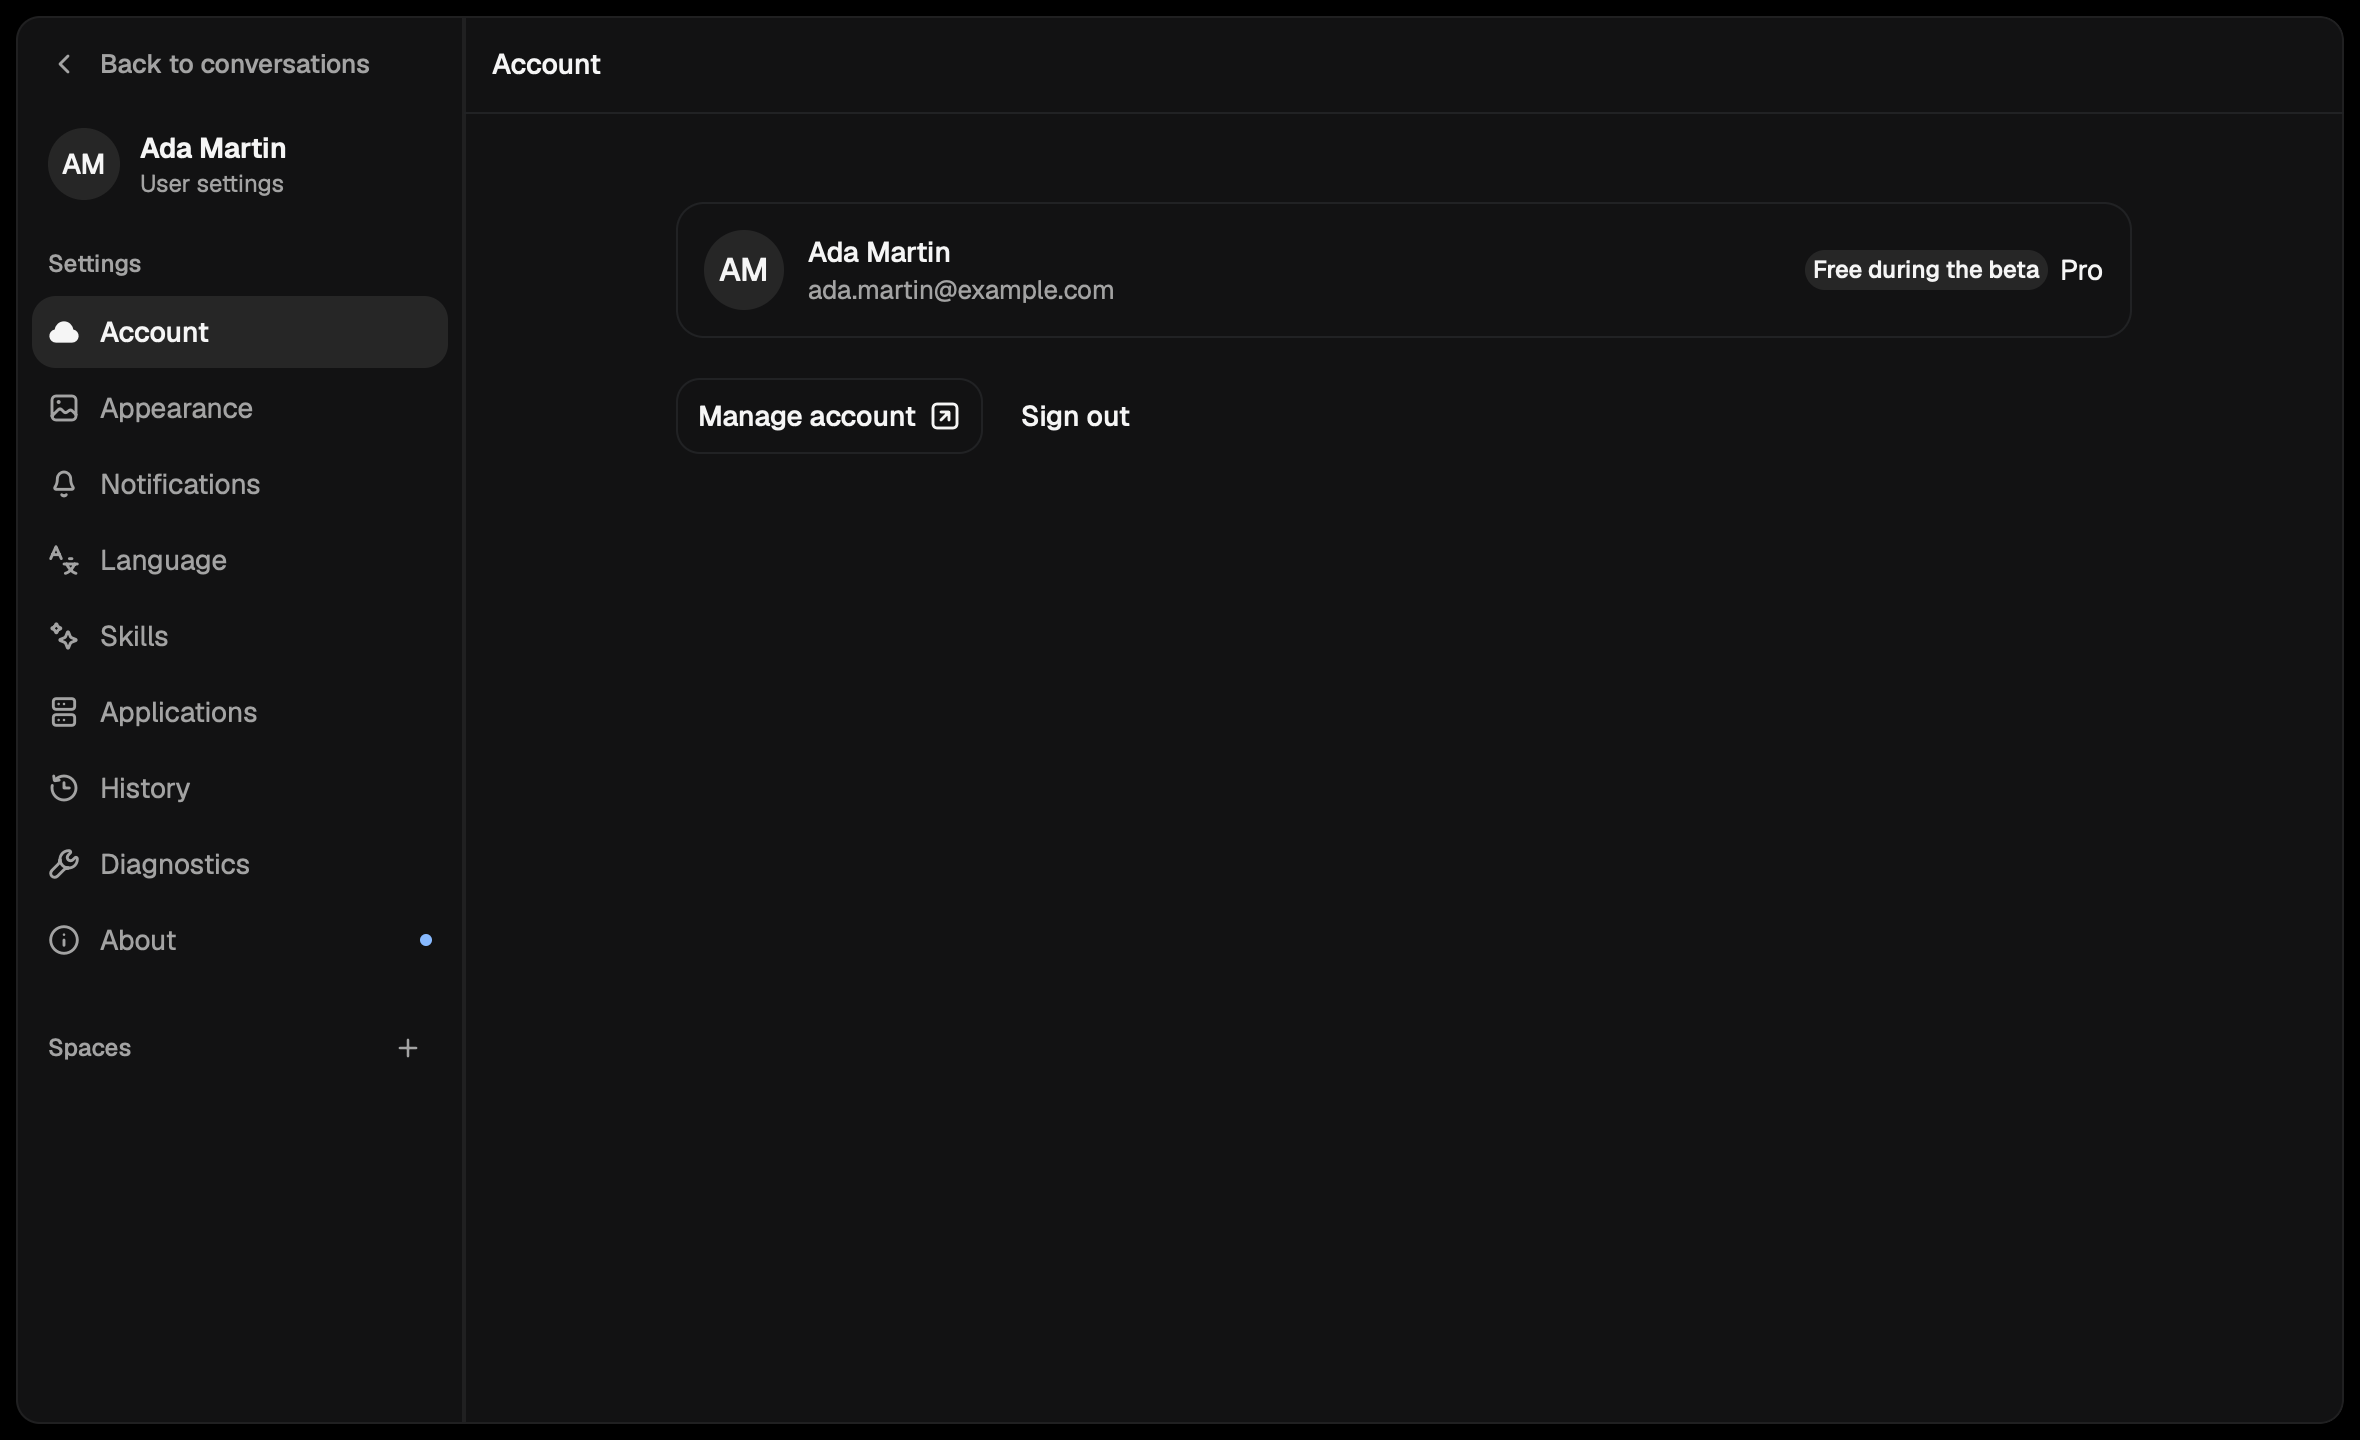 Back to conversations
AM
Ada Martin
User settings
Settings
Account
Appearance
Notifications
Language
Skills
Applications
History
Diagnostics
About
Spaces
Account
AM
Ada Martin
ada.martin@example.com
Free during the beta Pro
Manage account
Sign out